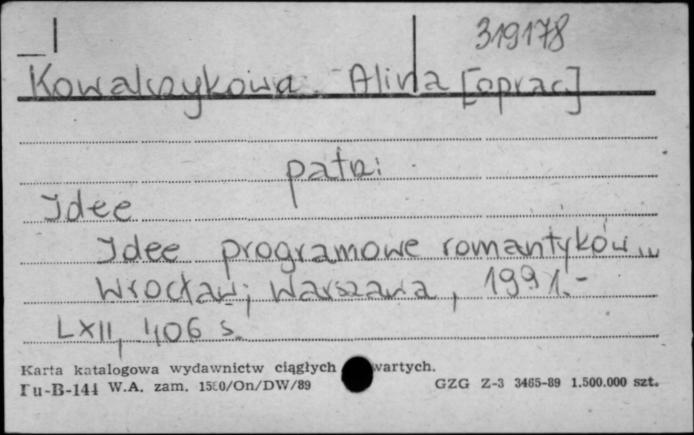 319178
Kowalczykowa Alina [oprac]
patrz:
Idee
Idee programowe romantyków...
Wrocław; Warszawa, 1991.-
LXII, 406 s.
Karta katalogowa wydawnictw ciągłych wartych.
Pu-B-144 W.A. zam. 1580/On/DW/89 GZG Z-3 3465-89 1.500.000 szt.